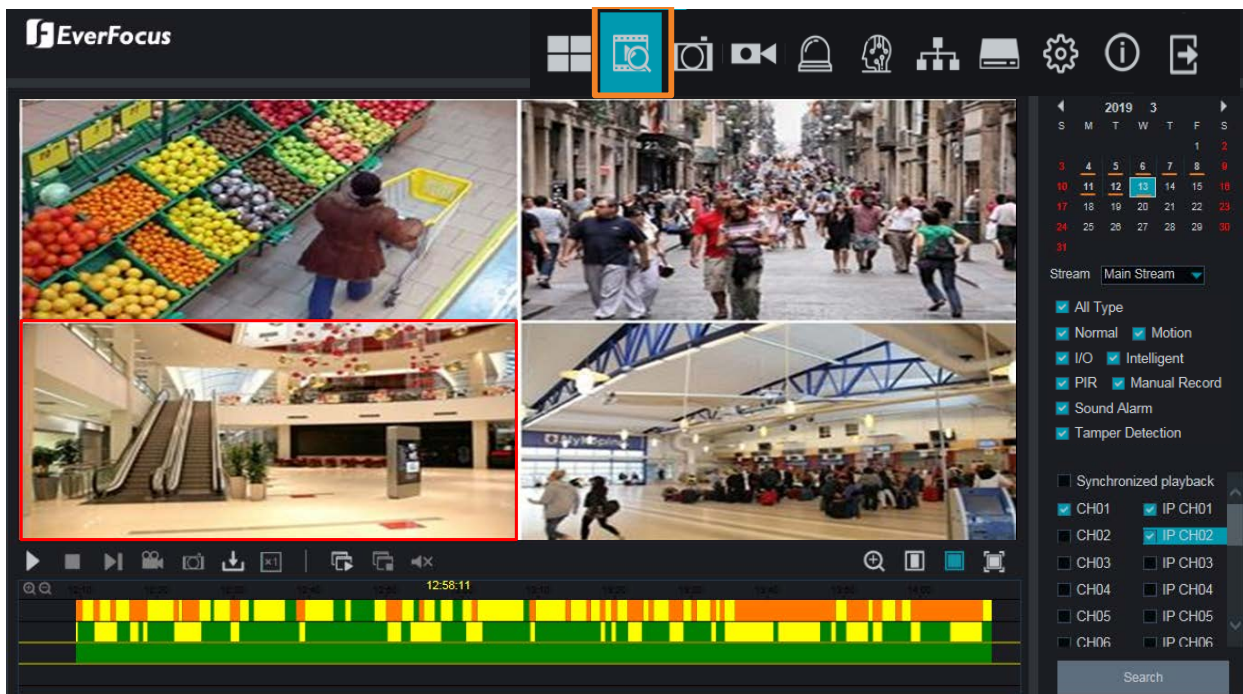 EverFocus
2019 3
S M T W T F S
1 2
3 4 5 6 7 8 9
10 11 12 13 14 15 16
17 18 19 20 21 22 23
24 25 26 27 28 29 30
31
Stream Main Stream
All Type
Normal Motion
I/O Intelligent
PIR Manual Record
Sound Alarm
Tamper Detection
Synchronized playback
CH01 IP CH01
CH02 IP CH02
CH03 IP CH03
CH04 IP CH04
CH05 IP CH05
CH06 IP CH06
Search
×1
12:58:11